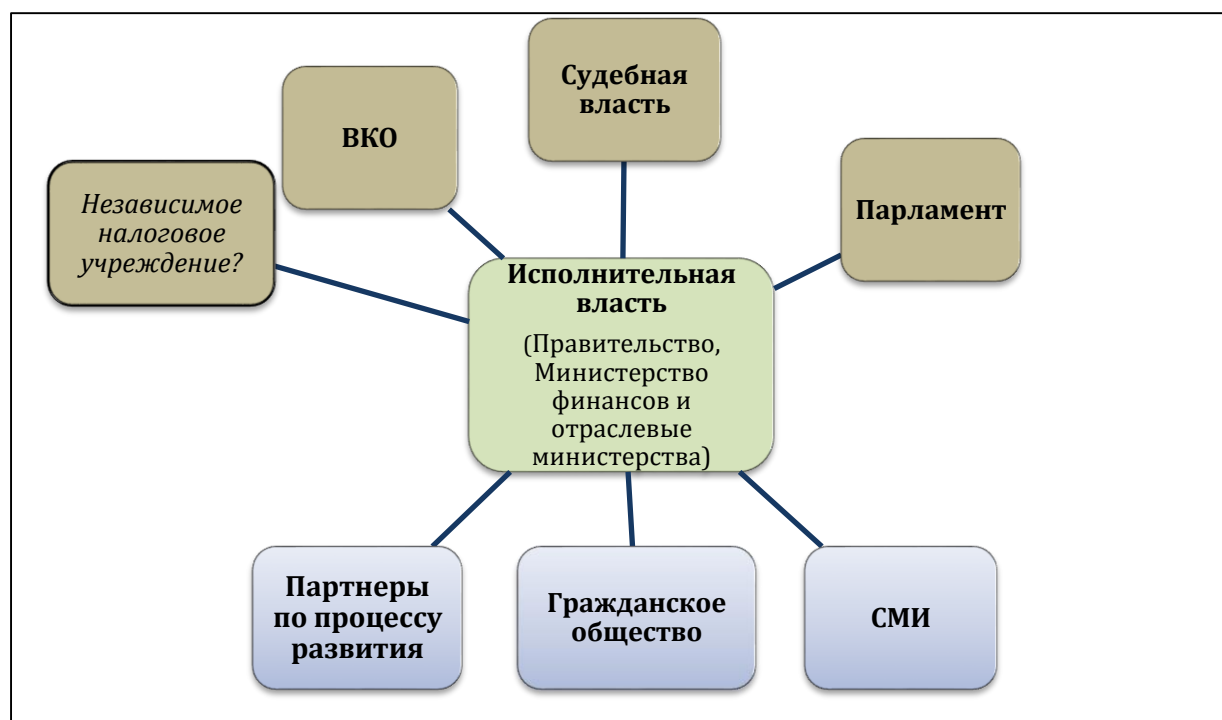 Судебная
власть
ВКО
Парламент
Независимое
налоговое
учреждение?
Исполнительная
власть
(Правительство,
Министерство
финансов и
отраслевые
министерства)
Партнеры
по процессу
развития
Гражданское
общество
СМИ